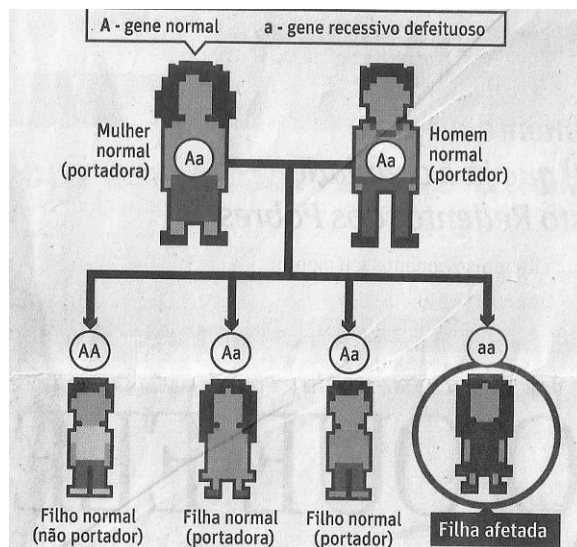 A - gene normal a - gene recessivo defeituoso
Mulher
normal
(portadora)
Aa
Aa
Homem
normal
(portador)
AA
Aa
Aa
aa
Filho normal
(não portador)
Filha normal
(portadora)
Filho normal
(portador)
Filha afetada